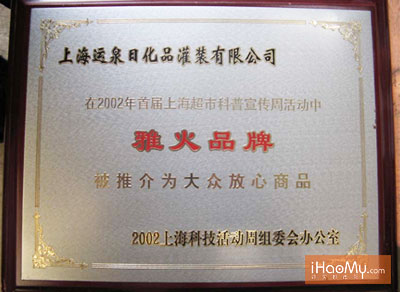 上海运泉日化品灌装有限公司
在2002年首届上海超市科普宣传周活动中
雅火品牌
被推介为大众放心商品
2002上海科技活动周组委会办公室
iHaoMy.com